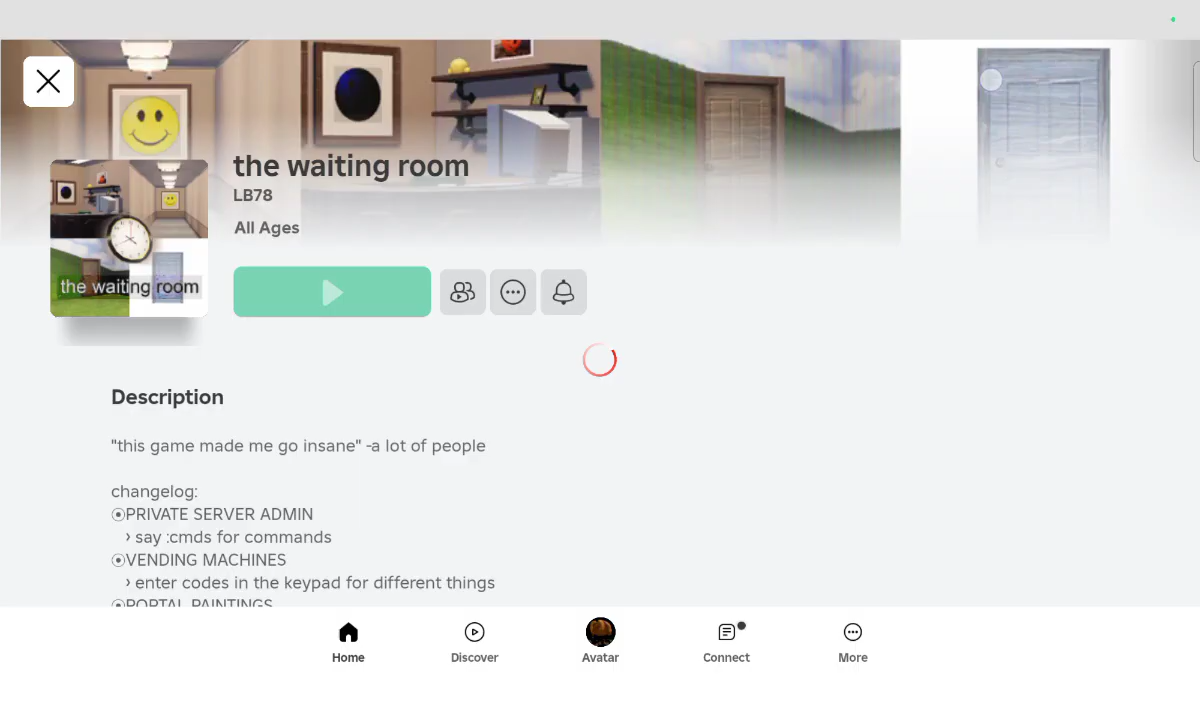 the waiting room
LB78
All Ages
the waiting room
Description
"this game made me go insane" -a lot of people
changelog:
⦿PRIVATE SERVER ADMIN
› say :cmds for commands
⦿VENDING MACHINES
› enter codes in the keypad for different things
⦿PORTAL PAINTINGS
Home
Discover
Avatar
Connect
More